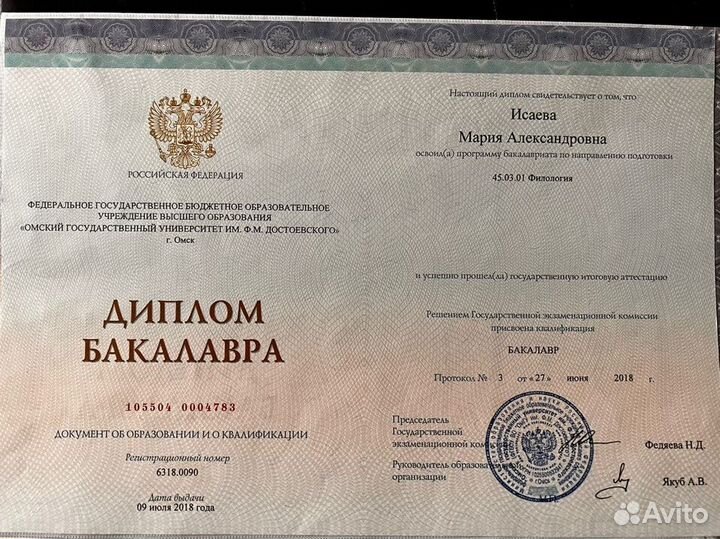 РОССИЙСКАЯ ФЕДЕРАЦИЯ
ФЕДЕРАЛЬНОЕ ГОСУДАРСТВЕННОЕ БЮДЖЕТНОЕ ОБРАЗОВАТЕЛЬНОЕ
УЧРЕЖДЕНИЕ ВЫСШЕГО ОБРАЗОВАНИЯ
«ОМСКИЙ ГОСУДАРСТВЕННЫЙ УНИВЕРСИТЕТ ИМ. Ф.М. ДОСТОЕВСКОГО»
г. Омск
ДИПЛОМ
БАКАЛАВРА
105504 0004783
ДОКУМЕНТ ОБ ОБРАЗОВАНИИ И О КВАЛИФИКАЦИИ
Регистрационный номер
6318.0090
Дата выдачи
09 июля 2018 года
Настоящий диплом свидетельствует о том, что
Исаева
Мария Александровна
освоил(а) программу бакалавриата по направлению подготовки
45.03.01 Филология
и успешно прошел(ла) государственную итоговую аттестацию
Решением Государственной экзаменационной комиссии
присвоена квалификация
БАКАЛАВР
Протокол № 3 от «27» июня 2018 г.
Председатель
Государственной
экзаменационной
Федяева Н.Д.
Руководитель
организации
Якуб А.В.
Avito